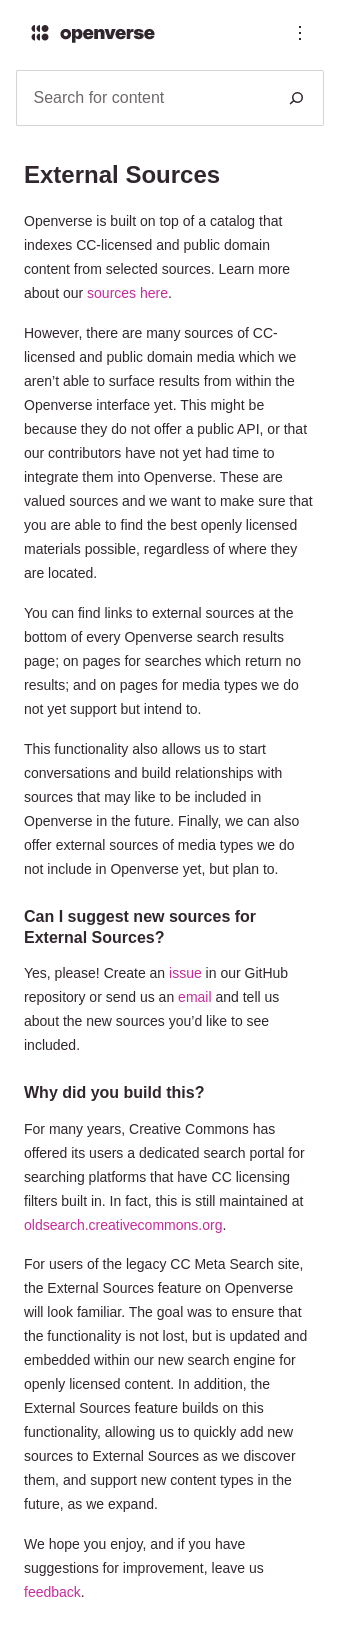 openverse
Search for content
External Sources
Openverse is built on top of a catalog that
indexes CC-licensed and public domain
content from selected sources. Learn more
about our sources here.
However, there are many sources of CC-
licensed and public domain media which we
aren’t able to surface results from within the
Openverse interface yet. This might be
because they do not offer a public API, or that
our contributors have not yet had time to
integrate them into Openverse. These are
valued sources and we want to make sure that
you are able to find the best openly licensed
materials possible, regardless of where they
are located.
You can find links to external sources at the
bottom of every Openverse search results
page; on pages for searches which return no
results; and on pages for media types we do
not yet support but intend to.
This functionality also allows us to start
conversations and build relationships with
sources that may like to be included in
Openverse in the future. Finally, we can also
offer external sources of media types we do
not include in Openverse yet, but plan to.
Can I suggest new sources for
External Sources?
Yes, please! Create an issue in our GitHub
repository or send us an email and tell us
about the new sources you’d like to see
included.
Why did you build this?
For many years, Creative Commons has
offered its users a dedicated search portal for
searching platforms that have CC licensing
filters built in. In fact, this is still maintained at
oldsearch.creativecommons.org.
For users of the legacy CC Meta Search site,
the External Sources feature on Openverse
will look familiar. The goal was to ensure that
the functionality is not lost, but is updated and
embedded within our new search engine for
openly licensed content. In addition, the
External Sources feature builds on this
functionality, allowing us to quickly add new
sources to External Sources as we discover
them, and support new content types in the
future, as we expand.
We hope you enjoy, and if you have
suggestions for improvement, leave us
feedback.